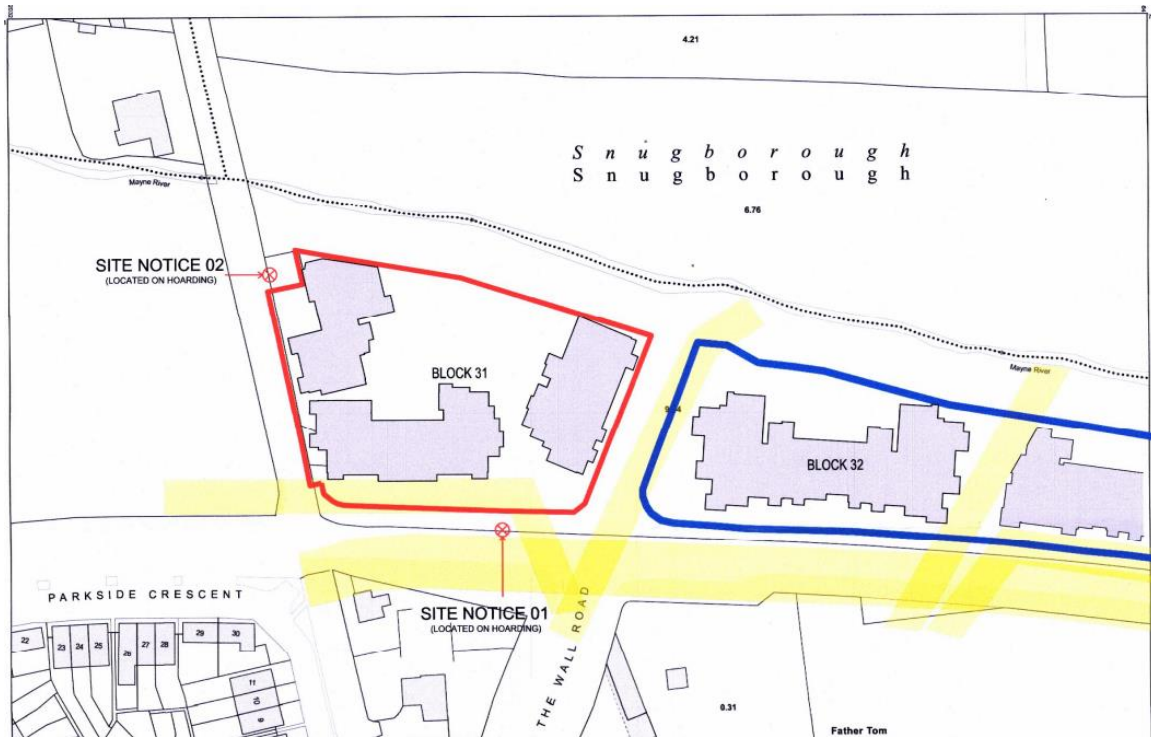 4.21
S n u g b o r o u g h
S n u g b o r o u g h
6.76
Mayne River
SITE NOTICE 02
(LOCATED ON HOARDING)
BLOCK 31
Mayne River
BLOCK 32
PARKSIDE CRESCENT
SITE NOTICE 01
(LOCATED ON HOARDING)
THE WALL ROAD
22
23
24
25
26
27
28
29
30
11
10
9
0.31
Father Tom